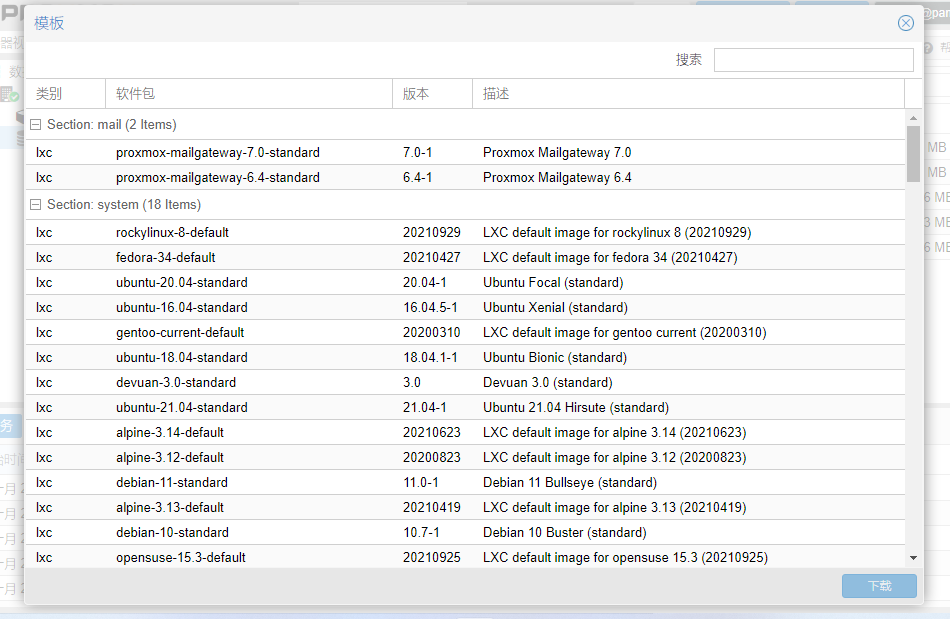 模板
搜索
类别 软件包 版本 描述
Section: mail (2 Items)
lxc proxmox-mailgateway-7.0-standard 7.0-1 Proxmox Mailgateway 7.0
lxc proxmox-mailgateway-6.4-standard 6.4-1 Proxmox Mailgateway 6.4
Section: system (18 Items)
lxc rockylinux-8-default 20210929 LXC default image for rockylinux 8 (20210929)
lxc fedora-34-default 20210427 LXC default image for fedora 34 (20210427)
lxc ubuntu-20.04-standard 20.04-1 Ubuntu Focal (standard)
lxc ubuntu-16.04-standard 16.04.5-1 Ubuntu Xenial (standard)
lxc gentoo-current-default 20200310 LXC default image for gentoo current (20200310)
lxc ubuntu-18.04-standard 18.04.1-1 Ubuntu Bionic (standard)
lxc devuan-3.0-standard 3.0 Devuan 3.0 (standard)
lxc ubuntu-21.04-standard 21.04-1 Ubuntu 21.04 Hirsute (standard)
lxc alpine-3.14-default 20210623 LXC default image for alpine 3.14 (20210623)
lxc alpine-3.12-default 20200823 LXC default image for alpine 3.12 (20200823)
lxc debian-11-standard 11.0-1 Debian 11 Bullseye (standard)
lxc alpine-3.13-default 20210419 LXC default image for alpine 3.13 (20210419)
lxc debian-10-standard 10.7-1 Debian 10 Buster (standard)
lxc opensuse-15.3-default 20210925 LXC default image for opensuse 15.3 (20210925)
下载